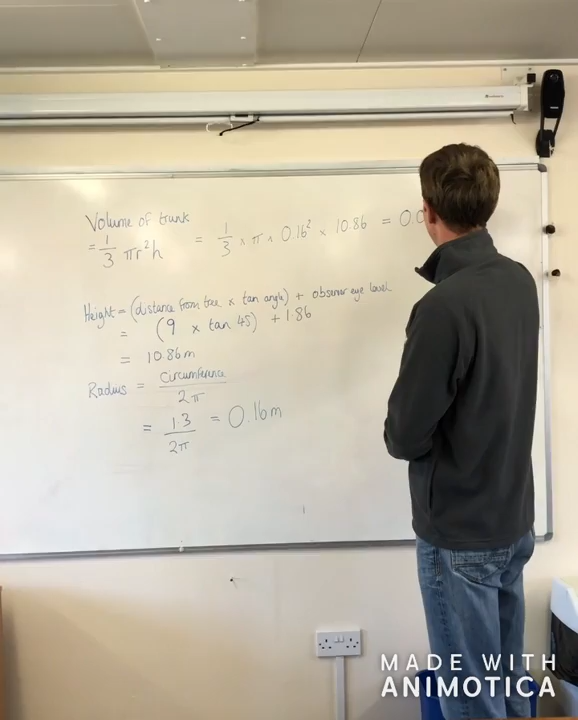 Volume of trunk
= 1/3 πr²h = 1/3 × π × 0.16² × 10.86 = 0.0
Height = (distance from tree × tan angle) + observer eye level
= (9 × tan 45) + 1.86
= 10.86m
Radius = Circumference / 2π
= 1.3 / 2π = 0.16m
MADE WITH
ANIMOTICA